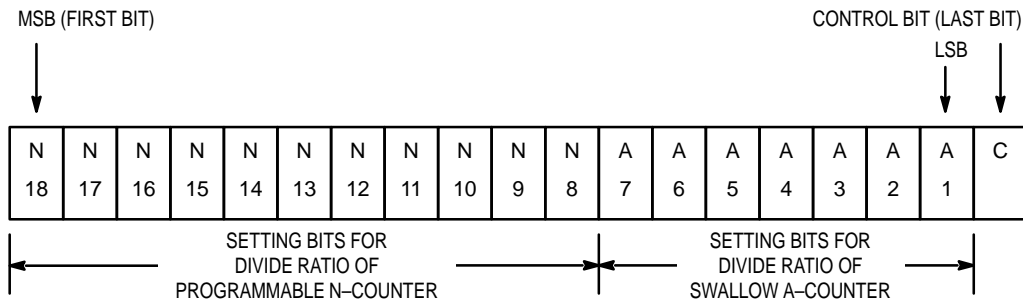 MSB (FIRST BIT)
CONTROL BIT (LAST BIT)
LSB
N N N N N N N N N N N A A A A A A A C
18 17 16 15 14 13 12 11 10 9 8 7 6 5 4 3 2 1
SETTING BITS FOR
DIVIDE RATIO OF
PROGRAMMABLE N–COUNTER
SETTING BITS FOR
DIVIDE RATIO OF
SWALLOW A–COUNTER